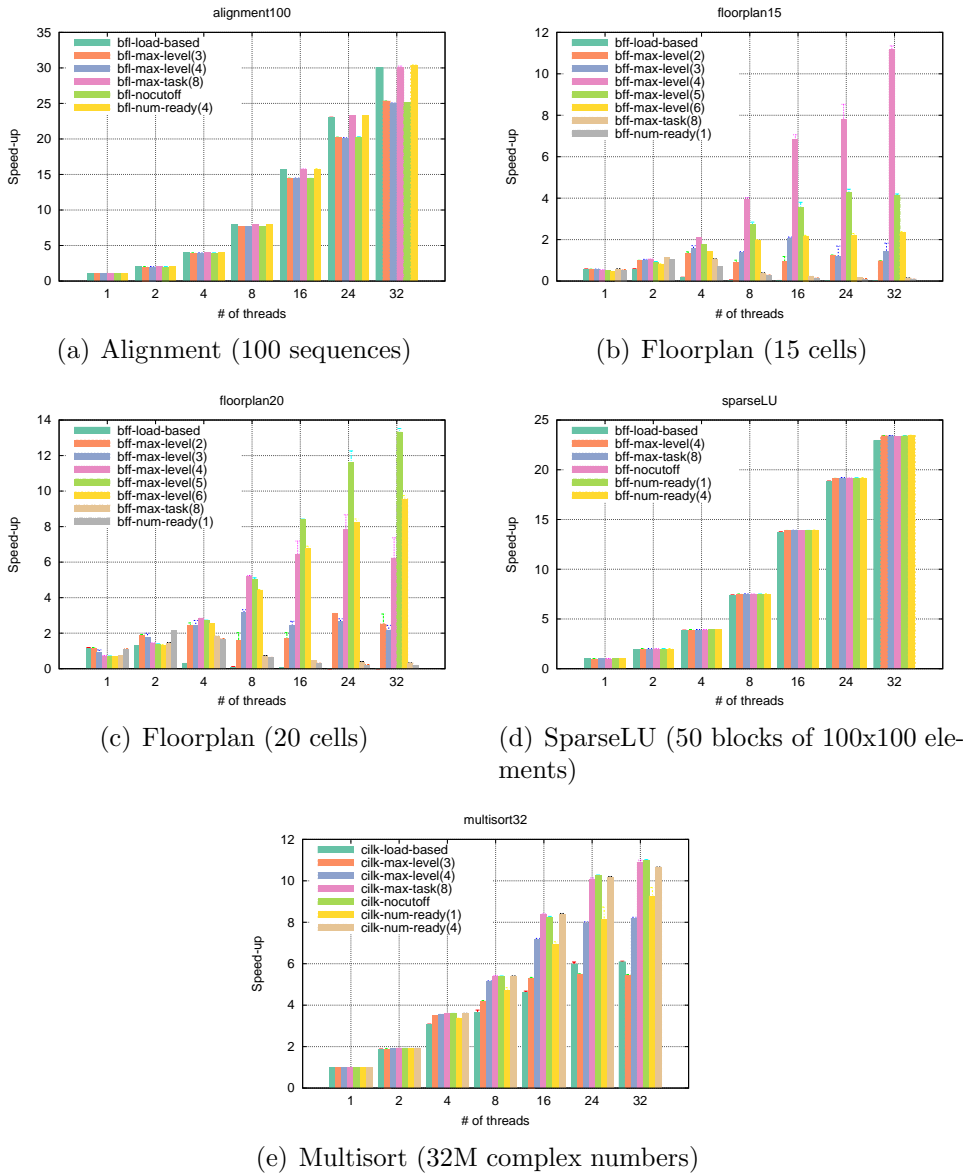 alignment100
35
30
25
20
15
10
5
0
Speed-up
bfl-load-based
bfl-max-level(3)
bfl-max-level(4)
bfl-max-task(8)
bfl-nocutoff
bfl-num-ready(4)
1 2 4 8 16 24 32
# of threads
(a) Alignment (100 sequences)
floorplan15
12
10
8
6
4
2
0
Speed-up
bff-load-based
bff-max-level(2)
bff-max-level(3)
bff-max-level(4)
bff-max-level(5)
bff-max-level(6)
bff-max-task(8)
bff-num-ready(1)
1 2 4 8 16 24 32
# of threads
(b) Floorplan (15 cells)
floorplan20
14
12
10
8
6
4
2
0
Speed-up
bff-load-based
bff-max-level(2)
bff-max-level(3)
bff-max-level(4)
bff-max-level(5)
bff-max-level(6)
bff-max-task(8)
bff-num-ready(1)
1 2 4 8 16 24 32
# of threads
(c) Floorplan (20 cells)
sparseLU
25
20
15
10
5
0
Speed-up
bff-load-based
bff-max-level(4)
bff-max-task(8)
bff-nocutoff
bff-num-ready(1)
bff-num-ready(4)
1 2 4 8 16 24 32
# of threads
(d) SparseLU (50 blocks of 100x100 ele-
ments)
multisort32
12
10
8
6
4
2
0
Speed-up
cilk-load-based
cilk-max-level(3)
cilk-max-level(4)
cilk-max-task(8)
cilk-nocutoff
cilk-num-ready(1)
cilk-num-ready(4)
1 2 4 8 16 24 32
# of threads
(e) Multisort (32M complex numbers)